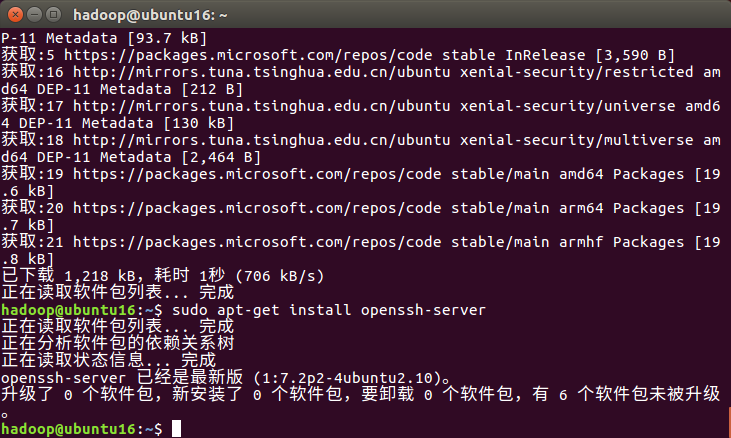 hadoop@ubuntu16: ~
P-11 Metadata [93.7 kB]
获取:5 https://packages.microsoft.com/repos/code stable InRelease [3,590 B]
获取:16 http://mirrors.tuna.tsinghua.edu.cn/ubuntu xenial-security/restricted am
d64 DEP-11 Metadata [212 B]
获取:17 http://mirrors.tuna.tsinghua.edu.cn/ubuntu xenial-security/universe amd6
4 DEP-11 Metadata [130 kB]
获取:18 http://mirrors.tuna.tsinghua.edu.cn/ubuntu xenial-security/multiverse am
d64 DEP-11 Metadata [2,464 B]
获取:19 https://packages.microsoft.com/repos/code stable/main amd64 Packages [19
.6 kB]
获取:20 https://packages.microsoft.com/repos/code stable/main arm64 Packages [19
.7 kB]
获取:21 https://packages.microsoft.com/repos/code stable/main armhf Packages [19
.8 kB]
已下载 1,218 kB，耗时 1秒 (706 kB/s)
正在读取软件包列表... 完成
hadoop@ubuntu16:~$ sudo apt-get install openssh-server
正在读取软件包列表... 完成
正在分析软件包的依赖关系树
正在读取状态信息... 完成
openssh-server 已经是最新版 (1:7.2p2-4ubuntu2.10)。
升级了 0 个软件包，新安装了 0 个软件包，要卸载 0 个软件包，有 6 个软件包未被升级
。
hadoop@ubuntu16:~$